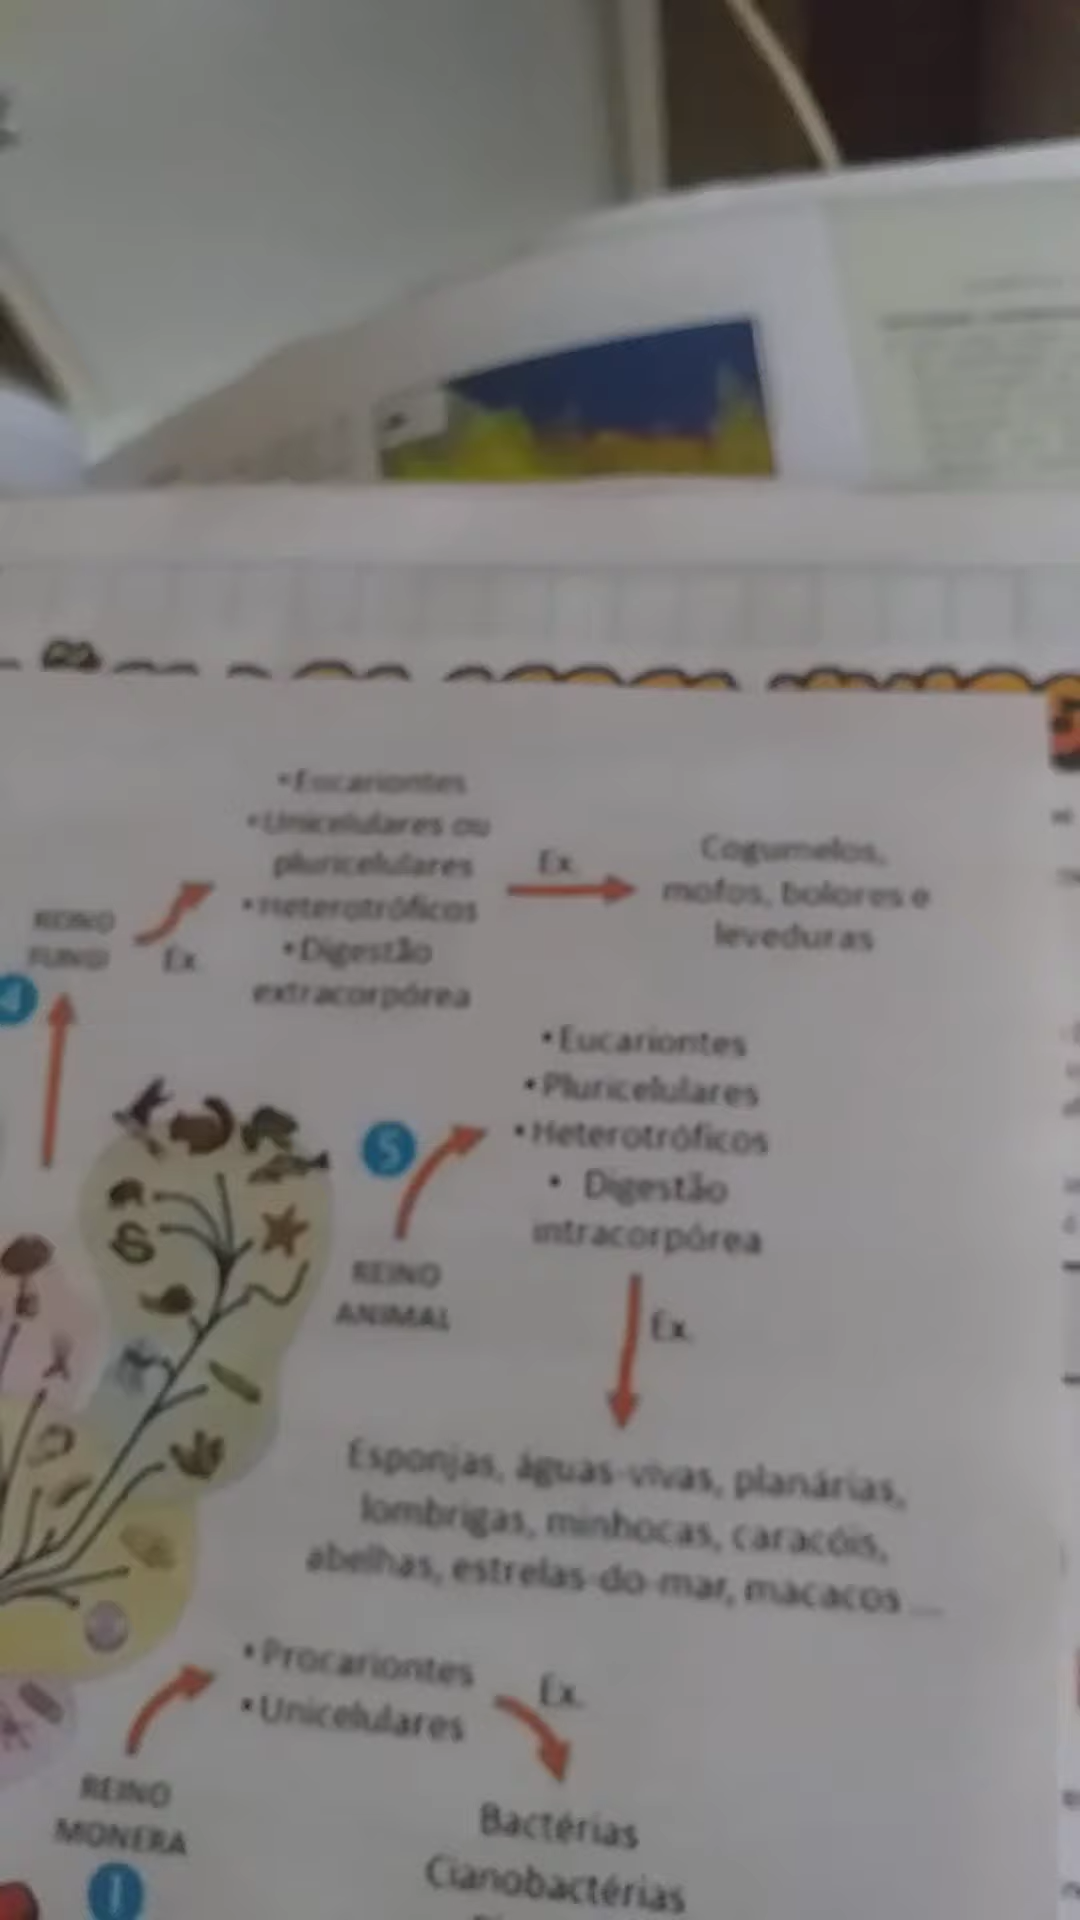 •Eucariontes
•Unicelulares ou
pluricelulares
•Heterotróficos
•Digestão
extracorpórea
Ex.
Cogumelos,
mofos, bolores e
leveduras
REINO
FUNGI
Ex.
4
•Eucariontes
•Pluricelulares
•Heterotróficos
• Digestão
intracorpórea
5
REINO
ANIMAL
Ex.
Esponjas, águas-vivas, planárias,
lombrigas, minhocas, caracóis,
abelhas, estrelas-do-mar, macacos ...
•Procariontes
•Unicelulares
Ex.
REINO
MONERA
1
Bactérias
Cianobactérias